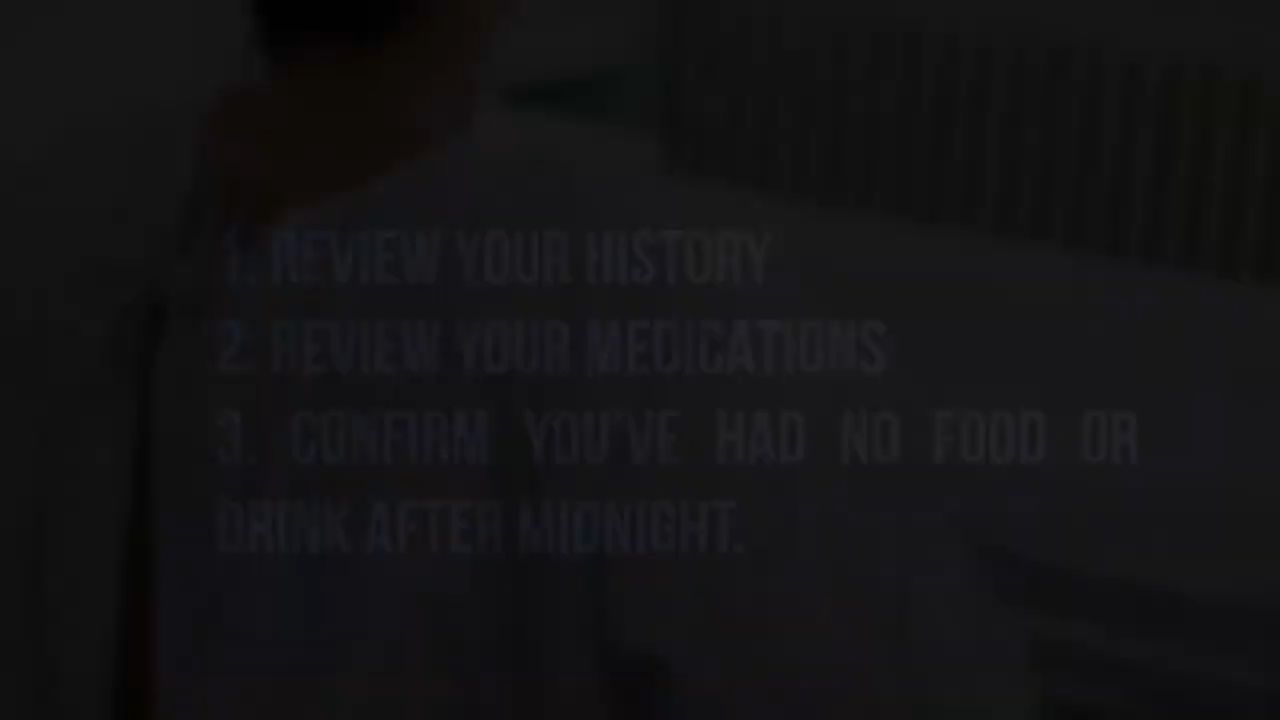 1. REVIEW YOUR HISTORY
2. REVIEW YOUR MEDICATIONS
3. CONFIRM YOU'VE HAD NO FOOD OR
DRINK AFTER MIDNIGHT.